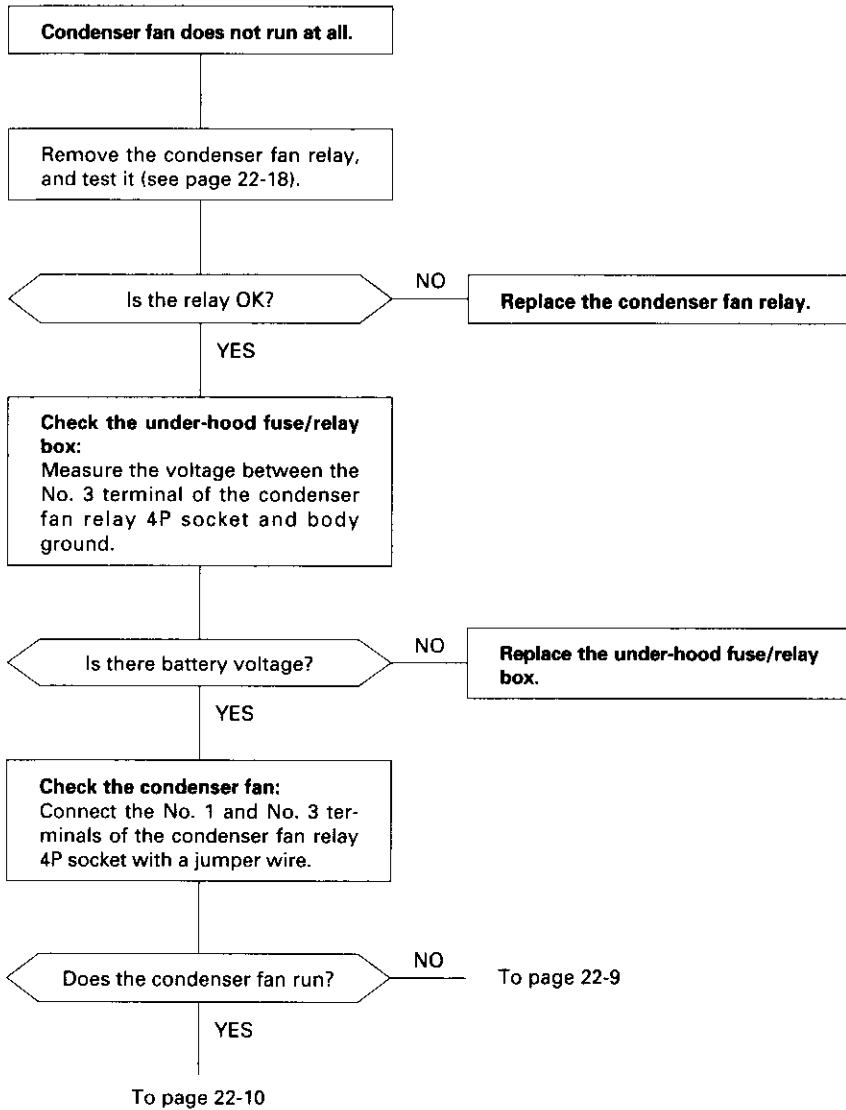 Condenser fan does not run at all.
Remove the condenser fan relay,
and test it (see page 22-18).
Is the relay OK?
NO
Replace the condenser fan relay.
YES
Check the under-hood fuse/relay
box:
Measure the voltage between the
No. 3 terminal of the condenser
fan relay 4P socket and body
ground.
Is there battery voltage?
NO
Replace the under-hood fuse/relay
box.
YES
Check the condenser fan:
Connect the No. 1 and No. 3 ter-
minals of the condenser fan relay
4P socket with a jumper wire.
Does the condenser fan run?
NO
To page 22-9
YES
To page 22-10